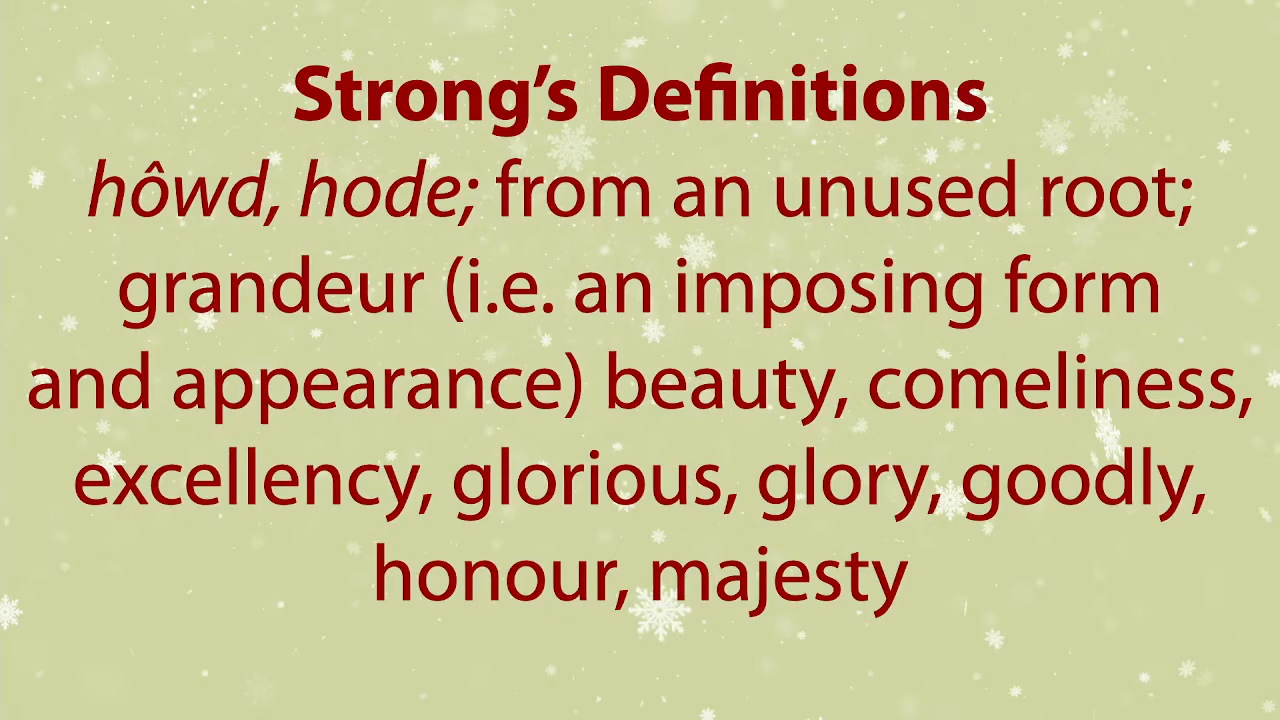 Strong’s Definitions
hôwd, hode; from an unused root;
grandeur (i.e. an imposing form
and appearance) beauty, comeliness,
excellency, glorious, glory, goodly,
honour, majesty